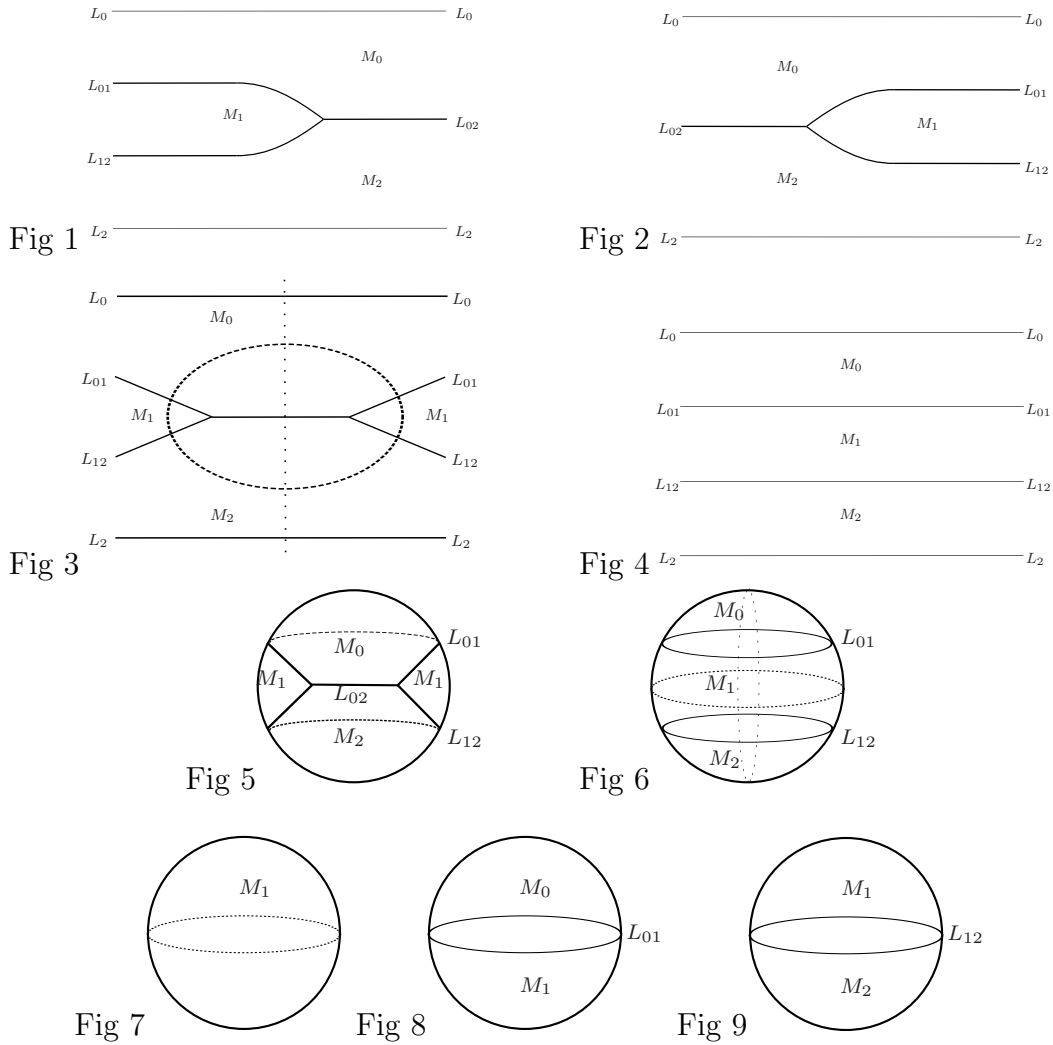 L₀ L₀
M₀
L₀₁
M₁
L₀₂
L₁₂
M₂
Fig 1 L₂ L₂
L₀ L₀
M₀
L₀₁
L₀₂ M₁
M₂
L₁₂
Fig 2 L₂ L₂
L₀ L₀
M₀
L₀₁ L₀₁
M₁ M₁
L₁₂ L₁₂
M₂
L₂ L₂
Fig 3
L₀ L₀
M₀
L₀₁ L₀₁
M₁
L₁₂ L₁₂
M₂
Fig 4 L₂ L₂
L₀₁
M₀
M₁ M₁
L₀₂
M₂ L₁₂
Fig 5
M₀
L₀₁
M₁
L₁₂
M₂
Fig 6
M₁
Fig 7
M₀
L₀₁
M₁
Fig 8
M₁
L₁₂
M₂
Fig 9